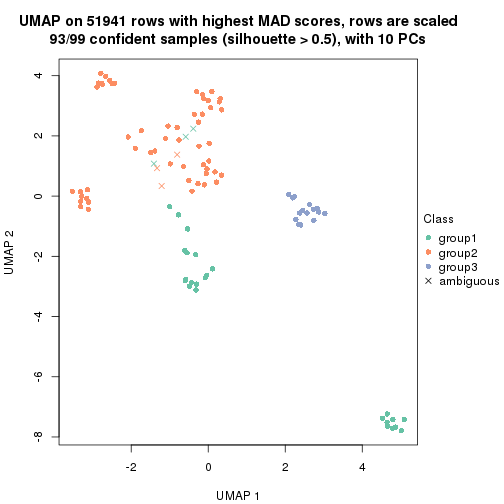 UMAP on 51941 rows with highest MAD scores, rows are scaled
93/99 confident samples (silhouette > 0.5), with 10 PCs
4
2
0
-2
-4
-6
-8
UMAP 2
-2
0
2
4
UMAP 1
Class
group1
group2
group3
ambiguous